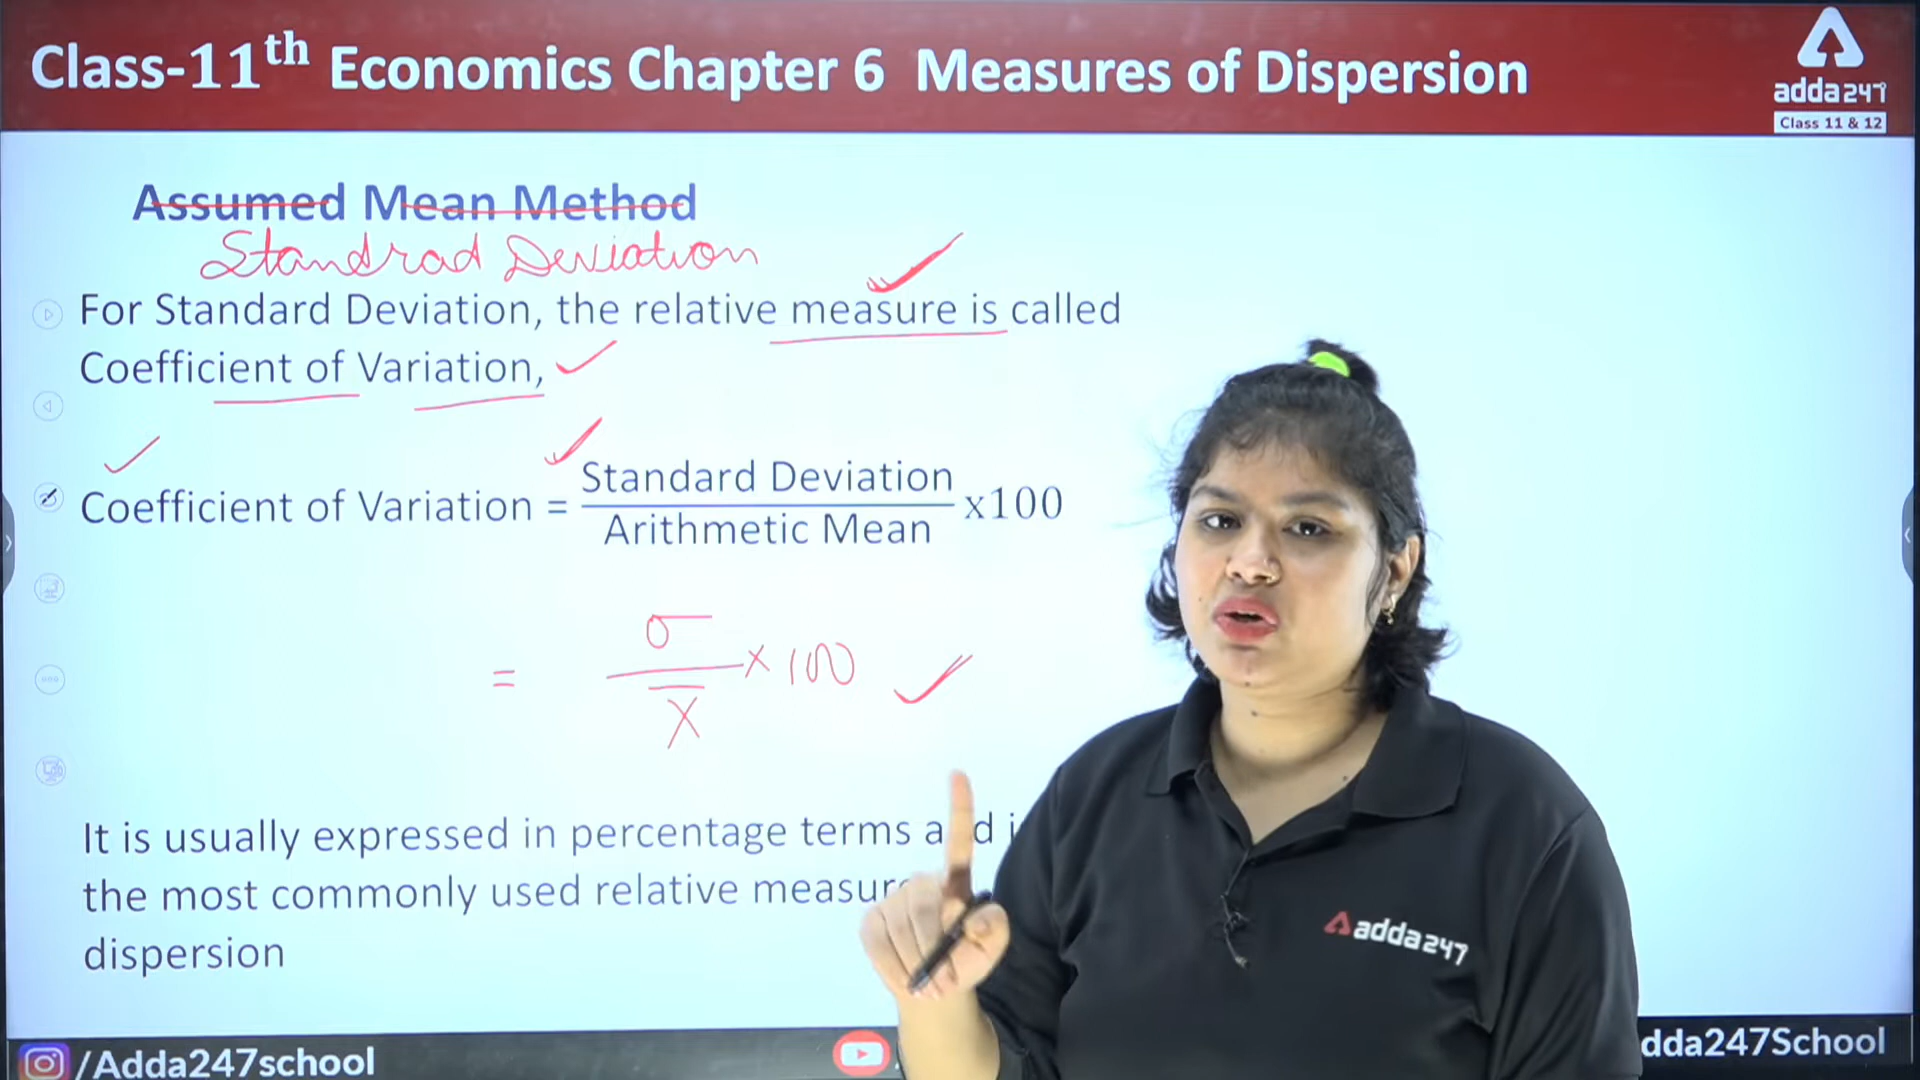 Class-11th Economics Chapter 6 Measures of Dispersion
adda247
Class 11 & 12
Assumed Mean Method
Standrad Deviation
For Standard Deviation, the relative measure is called
Coefficient of Variation,
Coefficient of Variation = Standard Deviation
Arithmetic Mean
x100
= σ
X̄
× 100
It is usually expressed in percentage terms and i
the most commonly used relative measur
dispersion
adda247
/Adda247school
dda247School